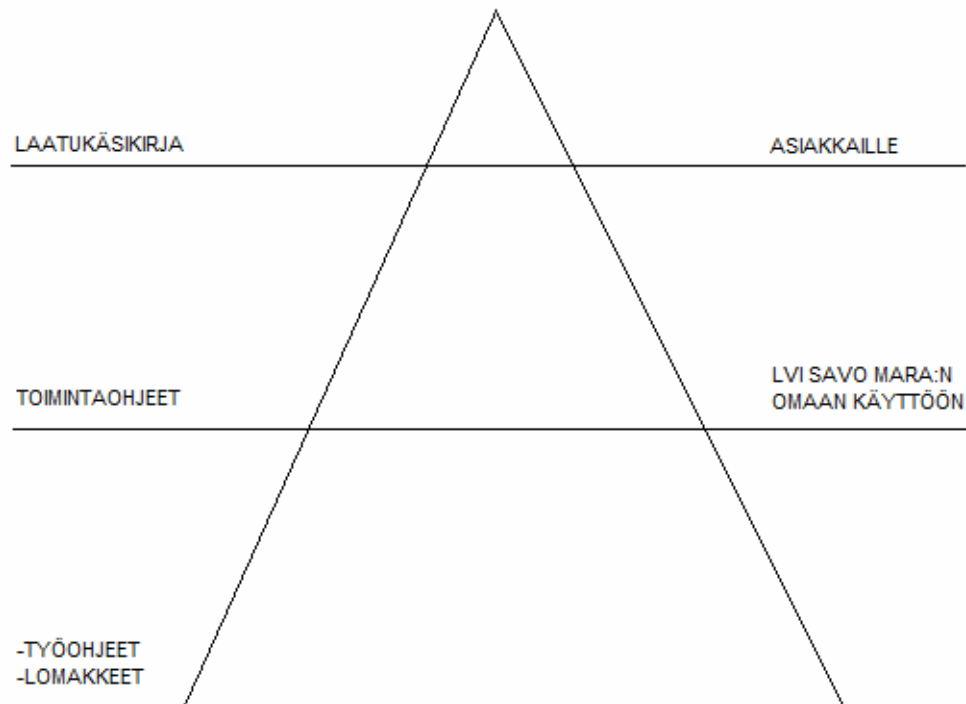 LAATUKÄSIKIRJA
ASIAKKAILLE
TOIMINTAOHJEET
LVI SAVO MARA:N
OMAAN KÄYTTÖÖN
-TYÖOHJEET
-LOMAKKEET